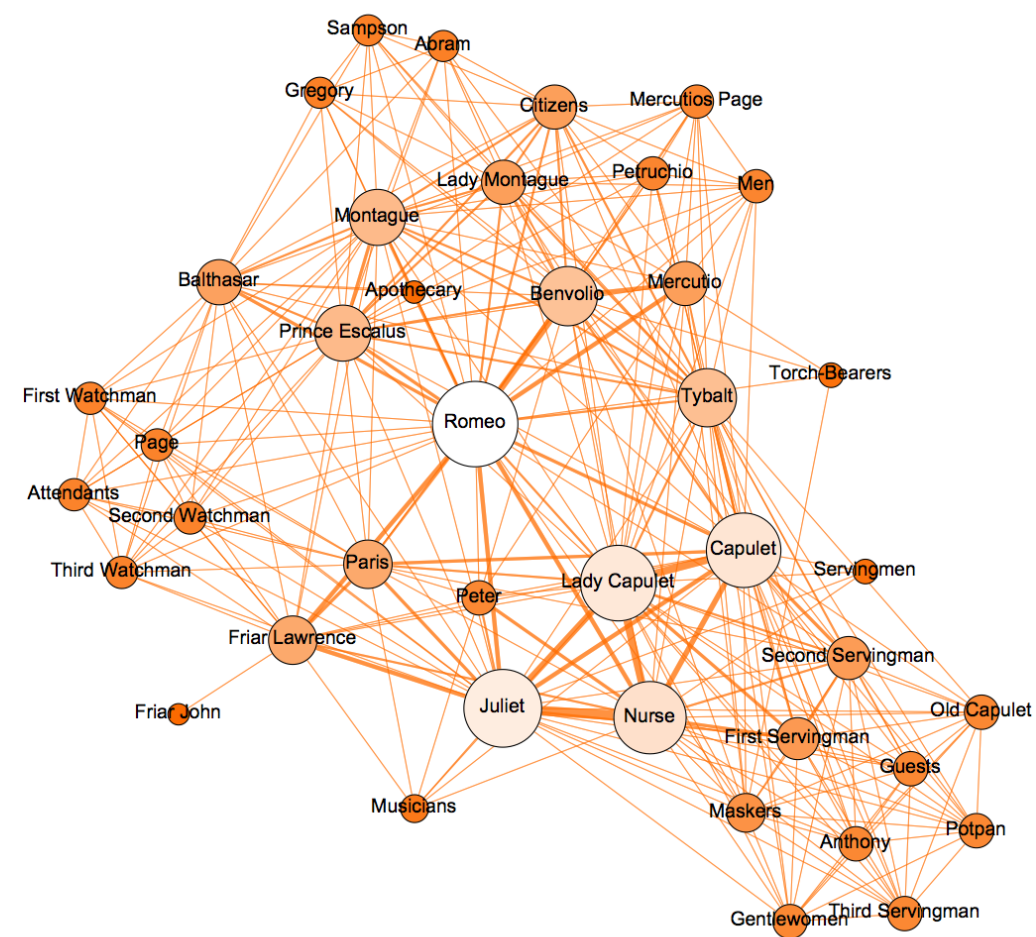 Sampson
Abram
Gregory
Citizens
Mercutios Page
Lady Montague
Petruchio
Men
Montague
Balthasar
Apothecary
Benvolio
Mercutio
Prince Escalus
Torch-Bearers
First Watchman
Tybalt
Romeo
Page
Attendants
Second Watchman
Capulet
Third Watchman
Paris
Lady Capulet
Servingmen
Peter
Friar Lawrence
Second Servingman
Friar John
Juliet
Nurse
Old Capulet
First Servingman
Guests
Musicians
Maskers
Potpan
Anthony
Gentlewomen
Third Servingman